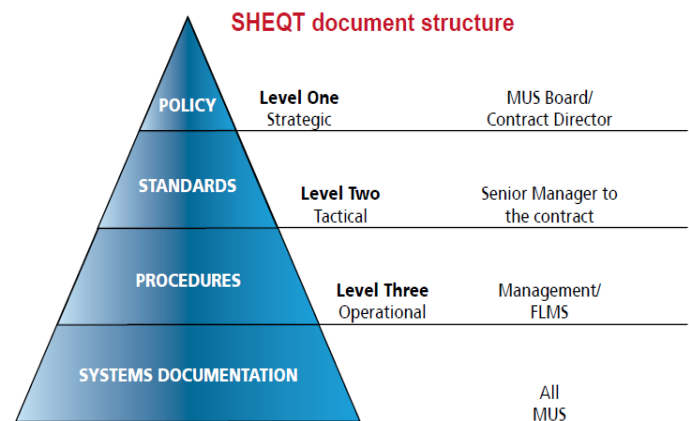 SHEQT document structure
POLICY
Level One
Strategic
MUS Board/
Contract Director
STANDARDS
Level Two
Tactical
Senior Manager to
the contract
PROCEDURES
Level Three
Operational
Management/
FLMS
SYSTEMS DOCUMENTATION
All
MUS